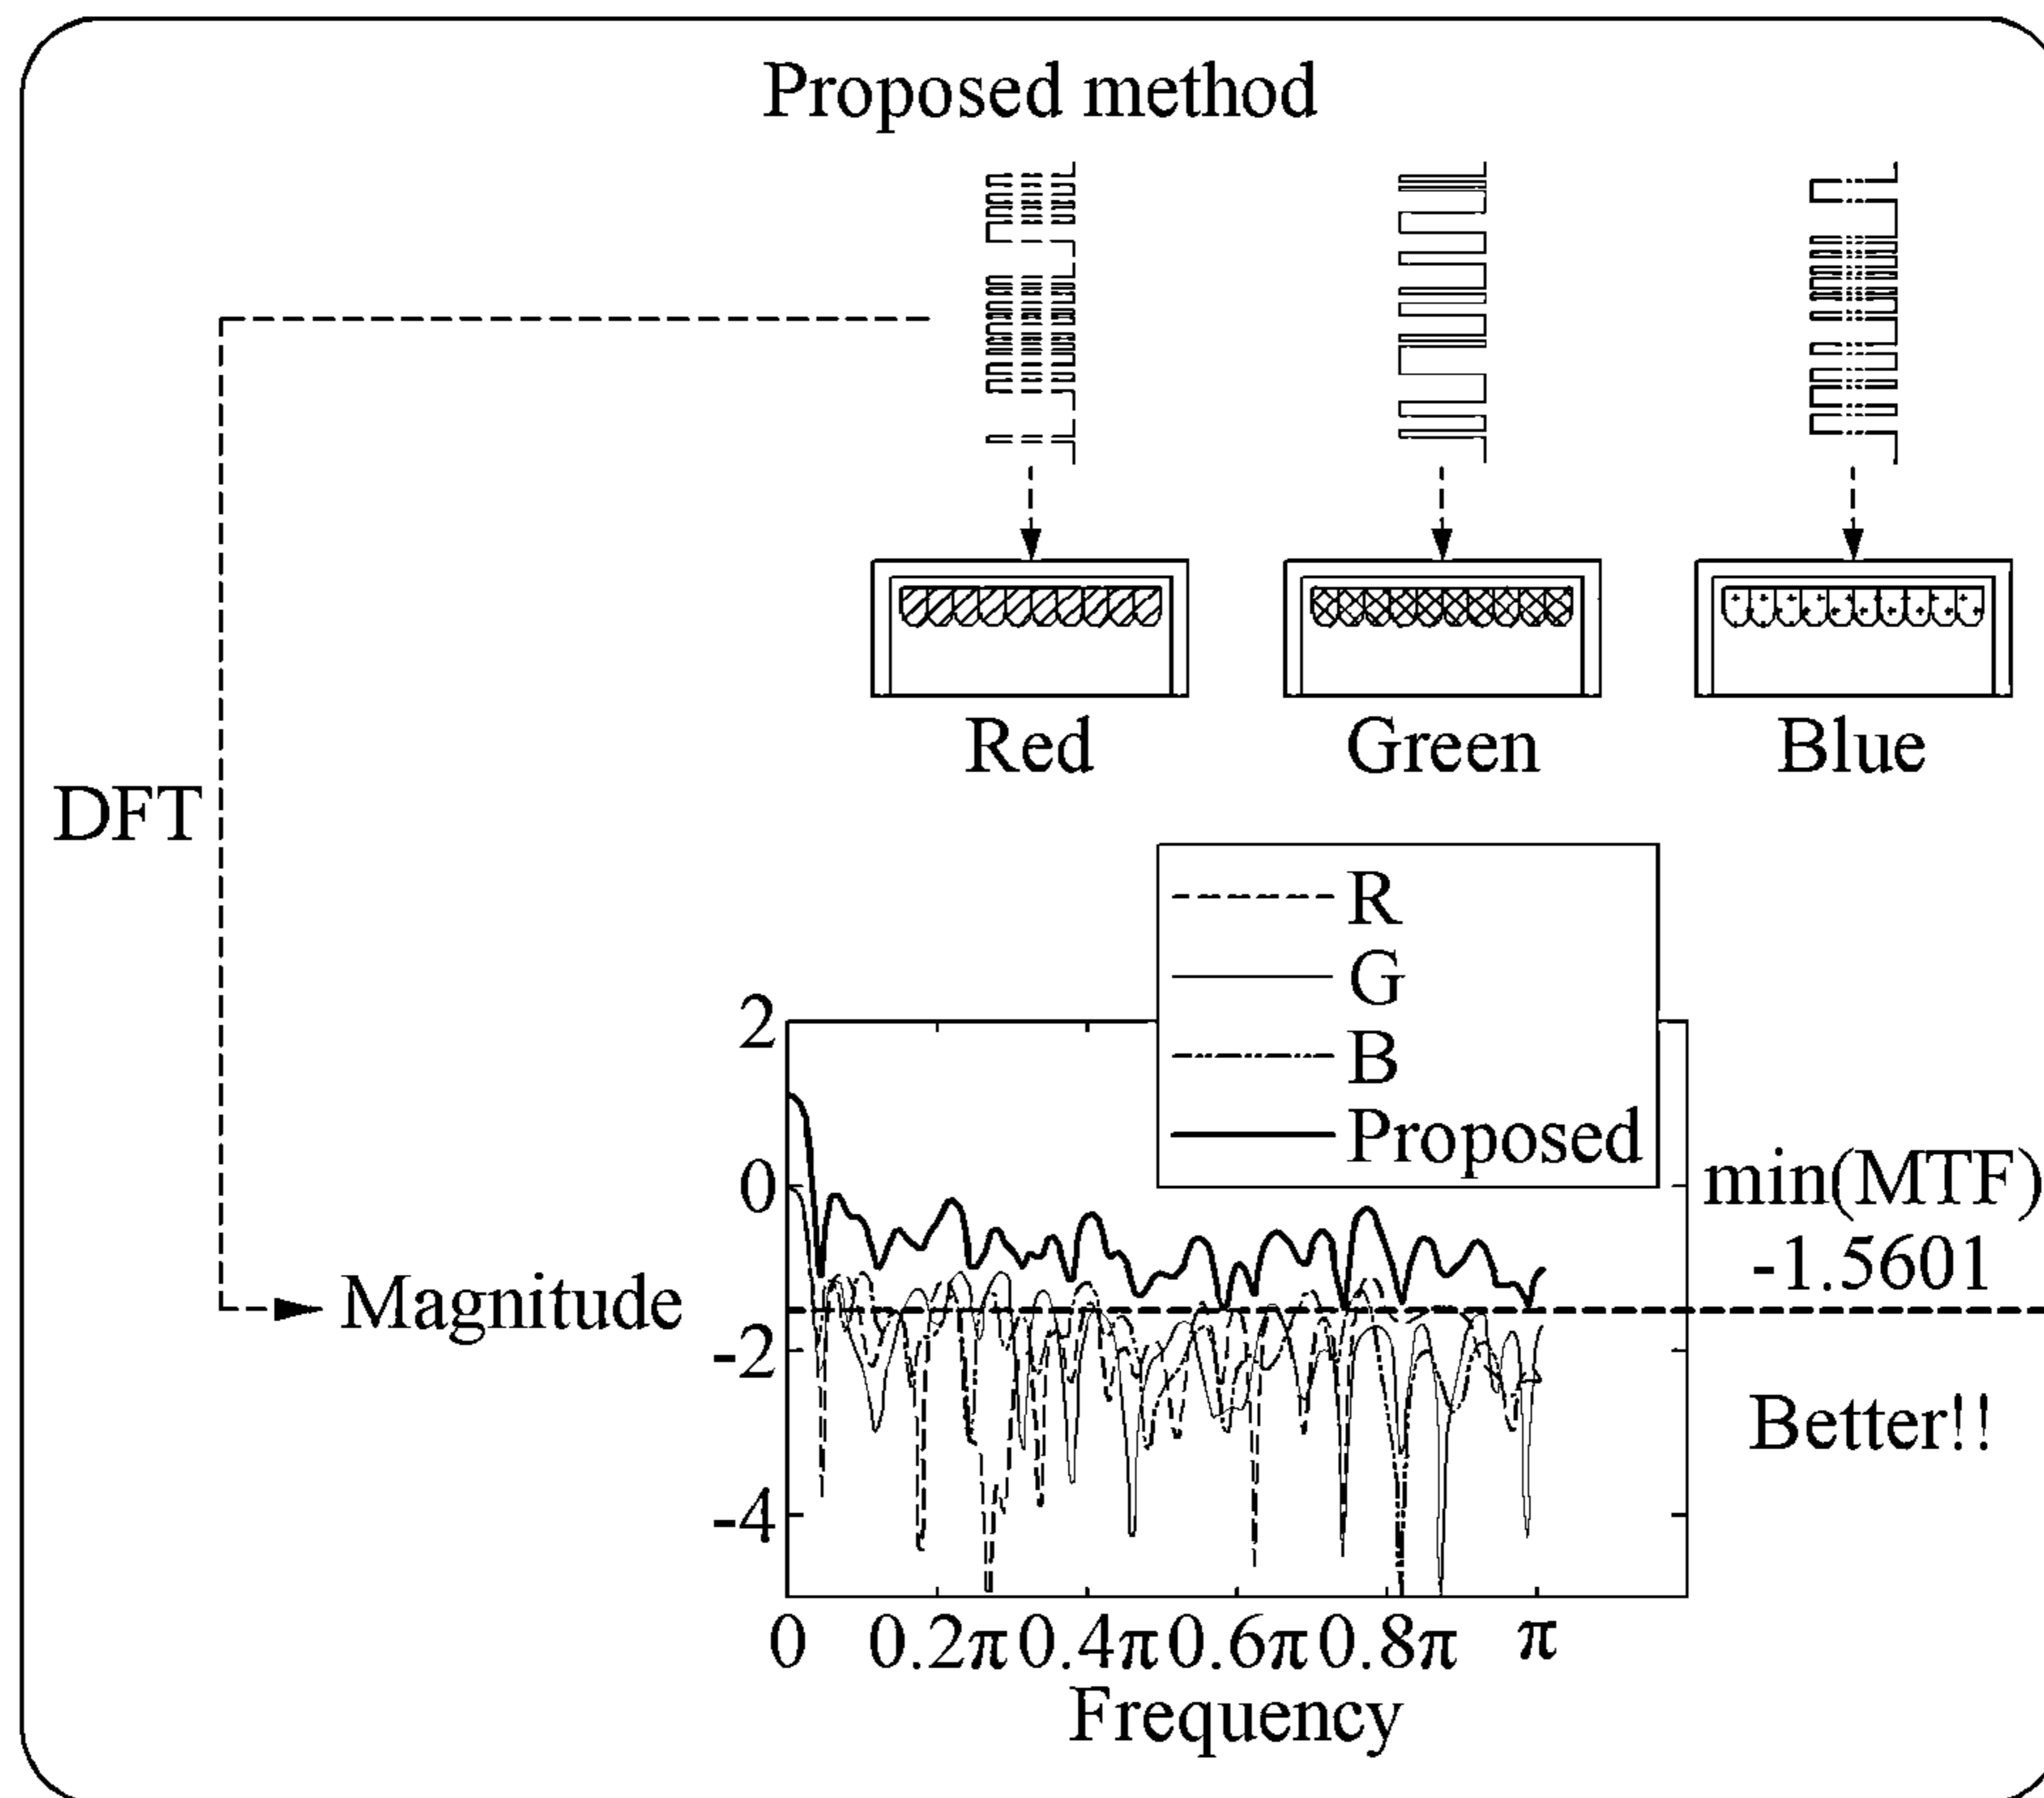 Proposed method
Red
Green
Blue
DFT
R
G
B
Proposed
2
0
-2
-4
min(MTF)
-1.5601
Magnitude
Better!!
0 0.2π 0.4π 0.6π 0.8π π
Frequency